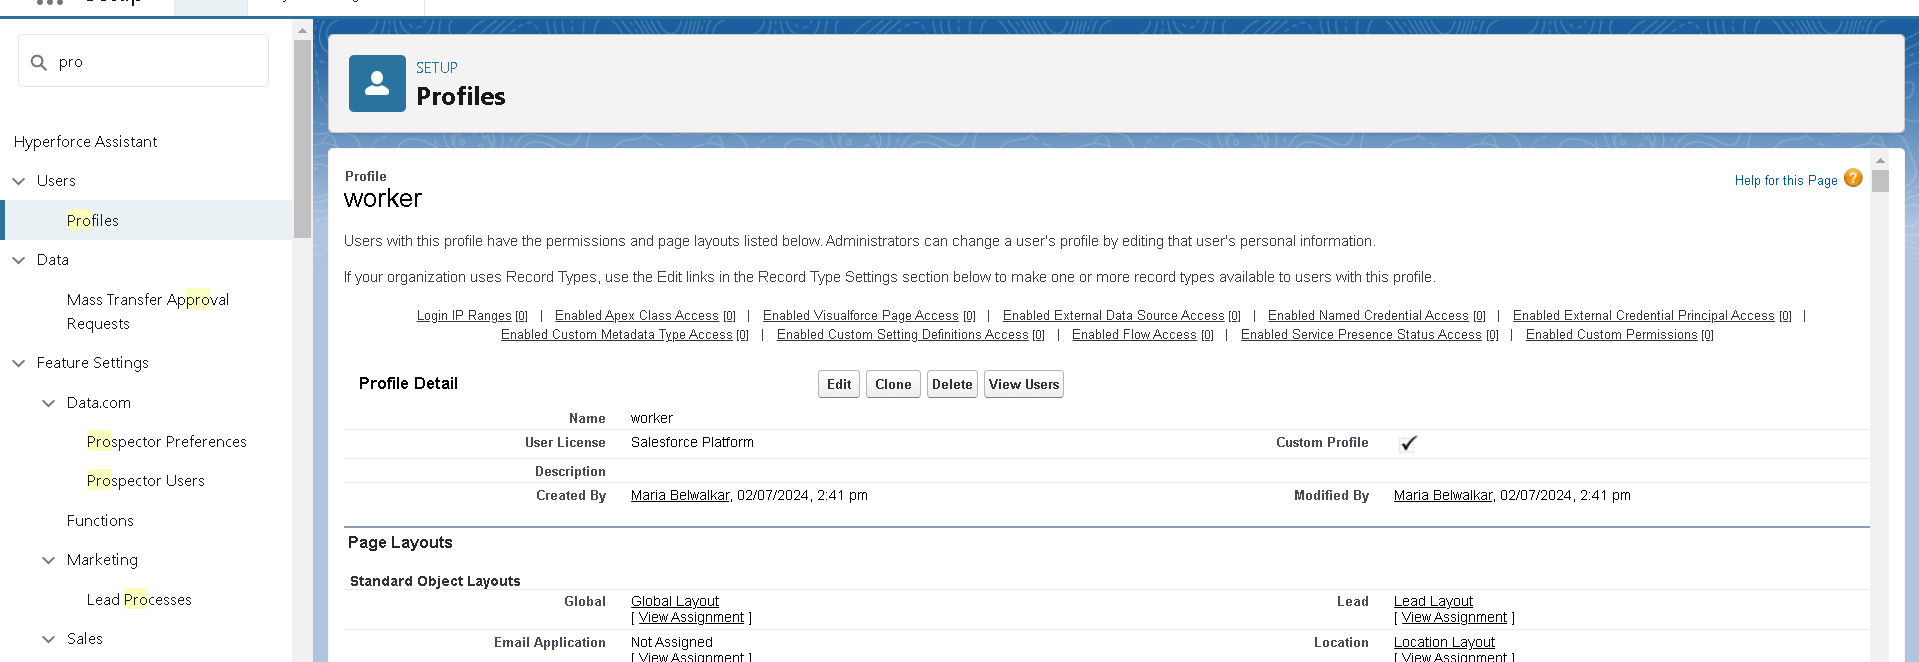 pro
Hyperforce Assistant
Users
Profiles
Data
Mass Transfer Approval
Requests
Feature Settings
Data.com
Prospector Preferences
Prospector Users
Functions
Marketing
Lead Processes
Sales
SETUP
Profiles
Profile
worker
Help for this Page ?
Users with this profile have the permissions and page layouts listed below. Administrators can change a user's profile by editing that user's personal information.
If your organization uses Record Types, use the Edit links in the Record Type Settings section below to make one or more record types available to users with this profile.
Login IP Ranges [0] | Enabled Apex Class Access [0] | Enabled Visualforce Page Access [0] | Enabled External Data Source Access [0] | Enabled Named Credential Access [0] | Enabled External Credential Principal Access [0] |
Enabled Custom Metadata Type Access [0] | Enabled Custom Setting Definitions Access [0] | Enabled Flow Access [0] | Enabled Service Presence Status Access [0] | Enabled Custom Permissions [0]
Profile Detail Edit Clone Delete View Users
Name worker
User License Salesforce Platform Custom Profile
Description
Created By Maria Belwalkar, 02/07/2024, 2:41 pm Modified By Maria Belwalkar, 02/07/2024, 2:41 pm
Page Layouts
Standard Object Layouts
Global Global Layout Lead Lead Layout
[ View Assignment ] [ View Assignment ]
Email Application Not Assigned Location Location Layout
[ View Assignment ] [ View Assignment ]